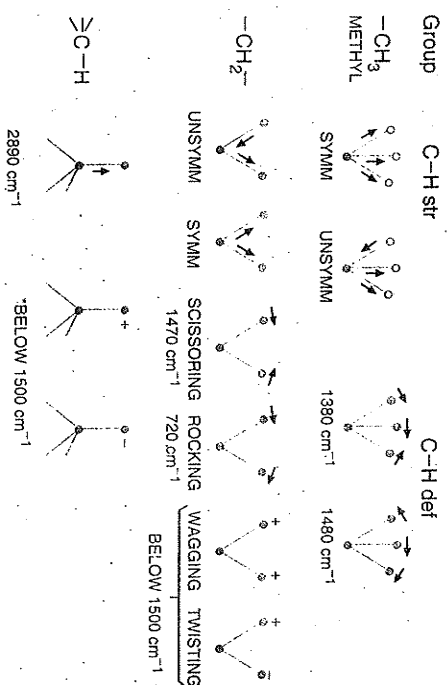 Group C–H str C–H def
–CH3
METHYL
SYMM UNSYMM 1380 cm–1 1480 cm–1
–CH2–
UNSYMM SYMM SCISSORING ROCKING WAGGING TWISTING
1470 cm–1 720 cm–1 BELOW 1500 cm–1
+ + + –
⩾C–H
+ –
2890 cm–1 *BELOW 1500 cm–1